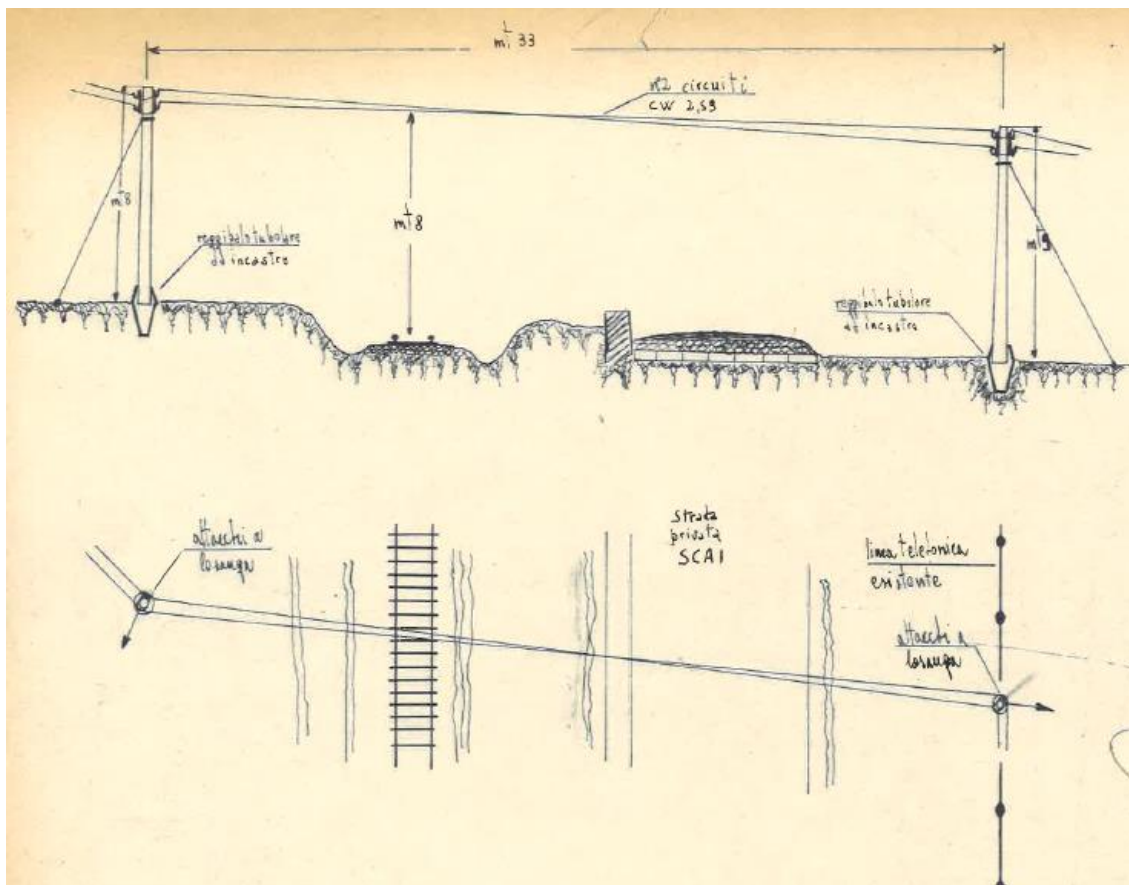 mt 33
n°2 circuiti
CW 2,59
mt 8
mt 8
mt 9
reggipalo tubolare
ad incastro
reggipalo tubolare
ad incastro
attacchi a
losanga
strada
privata
SCAI
linea telefonica
esistente
attacchi a
losanga